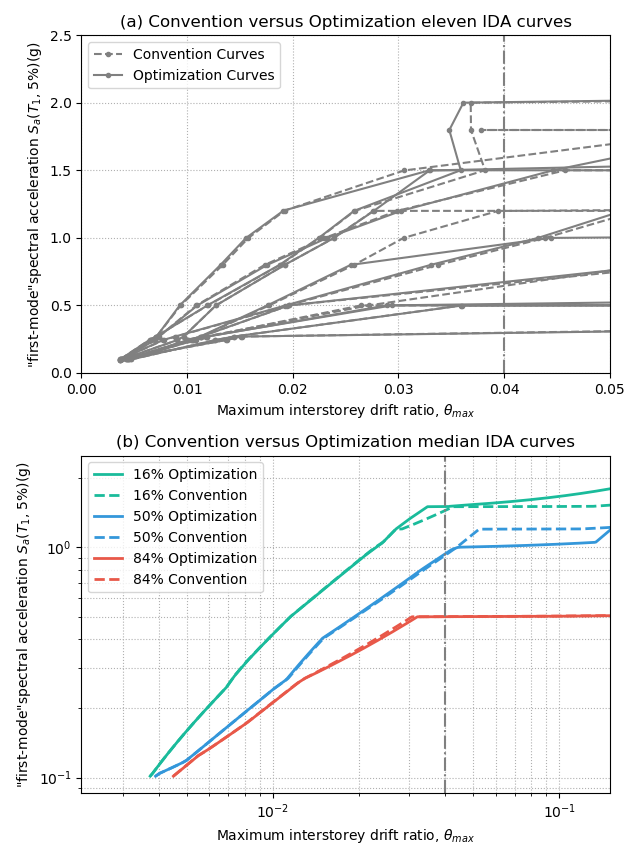 (a) Convention versus Optimization eleven IDA curves
"first-mode"spectral acceleration Sₐ(T₁, 5%)(g)
2.5
2.0
1.5
1.0
0.5
0.0
Convention Curves
Optimization Curves
0.00 0.01 0.02 0.03 0.04 0.05
Maximum interstorey drift ratio, θmax
(b) Convention versus Optimization median IDA curves
"first-mode"spectral acceleration Sₐ(T₁, 5%)(g)
10⁰
10⁻¹
16% Optimization
16% Convention
50% Optimization
50% Convention
84% Optimization
84% Convention
10⁻² 10⁻¹
Maximum interstorey drift ratio, θmax